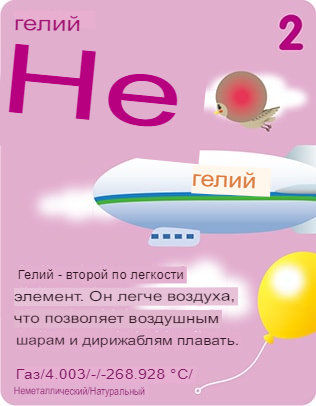 гелий
2
Не
гелий
Гелий - второй по легкости
элемент. Он легче воздуха,
что позволяет воздушным
шарам и дирижаблям плавать.
Газ/4.003/-/-268.928 °C/
Неметаллический/Натуральный